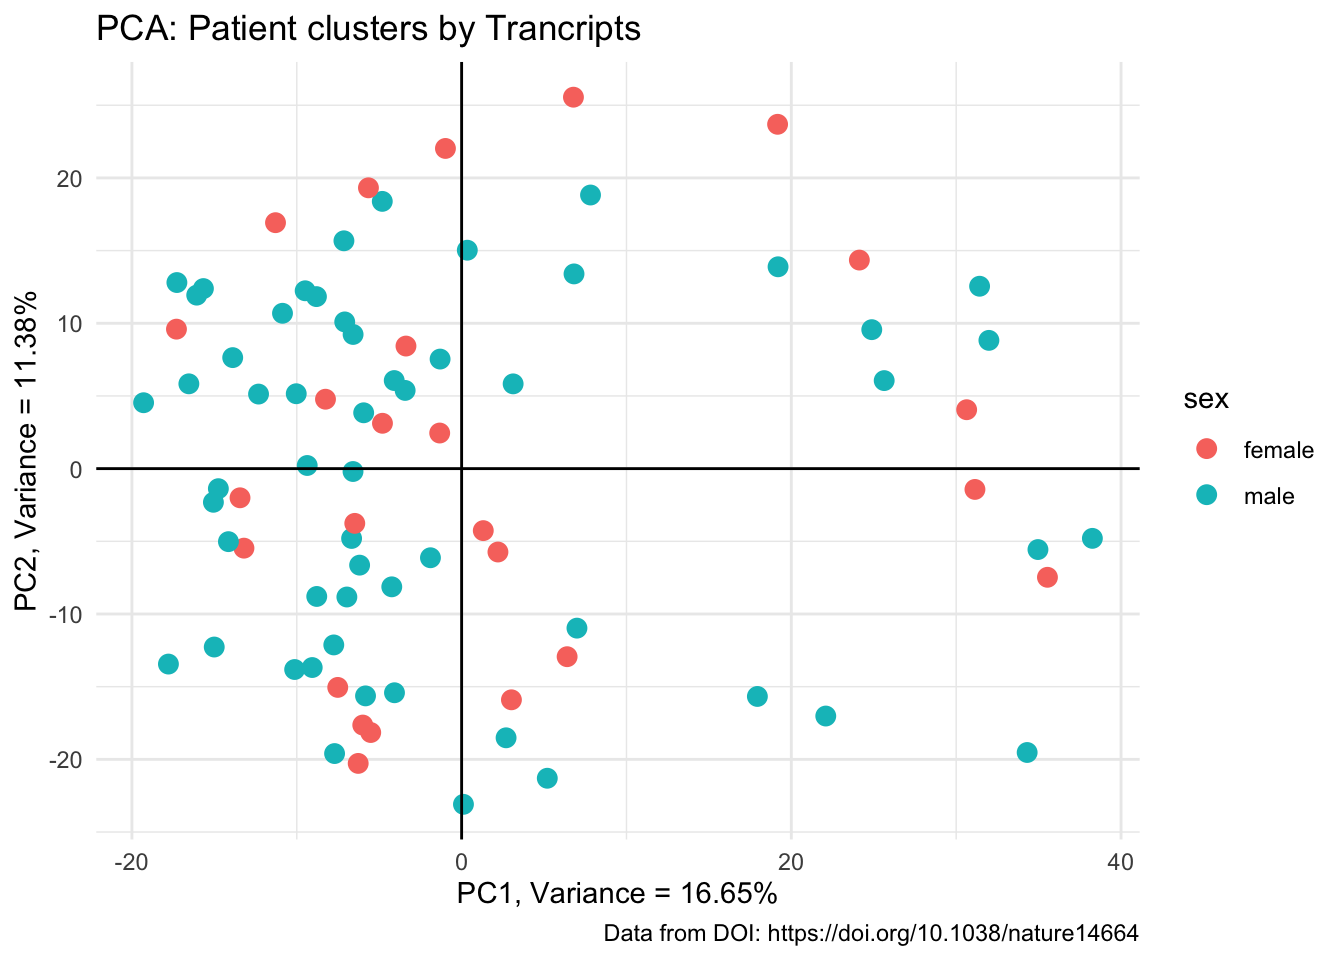 PCA: Patient clusters by Trancripts
PC2, Variance = 11.38%
20
10
0
-10
-20
-20
0
20
40
PC1, Variance = 16.65%
sex
female
male
Data from DOI: https://doi.org/10.1038/nature14664